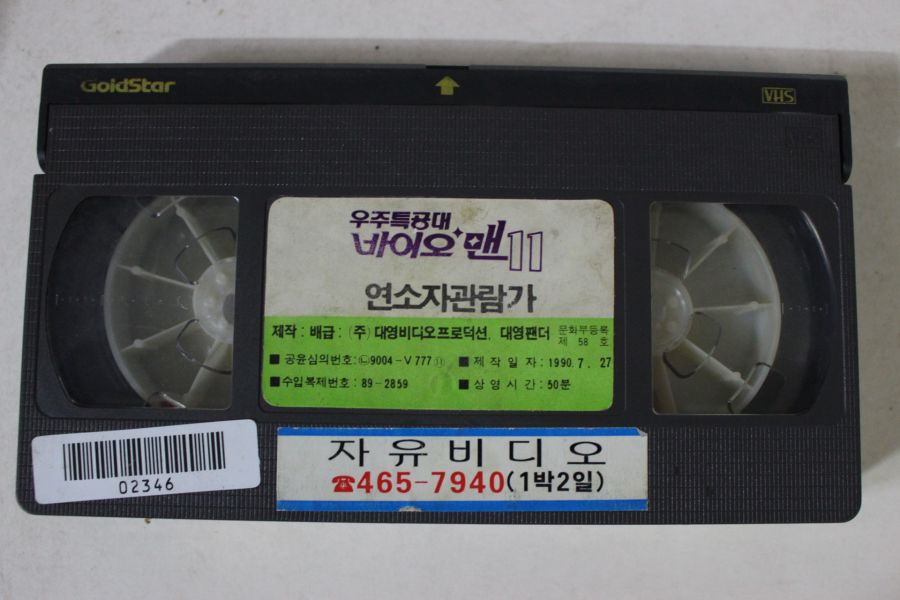 GoldStar
VHS
우주특공대
바이오맨 11
연소자관람가
제작 : 배급 : (주) 대영비디오프로덕션, 대영팬더 문화부등록
제 58 호
■ 공윤심의번호 : ㉡9004-V777⑪ ■ 제작일자 : 1990. 7. 27
■ 수입복제번호 : 89-2859 ■ 상영시간 : 50분
02346
자유비디오
☎465-7940(1박2일)